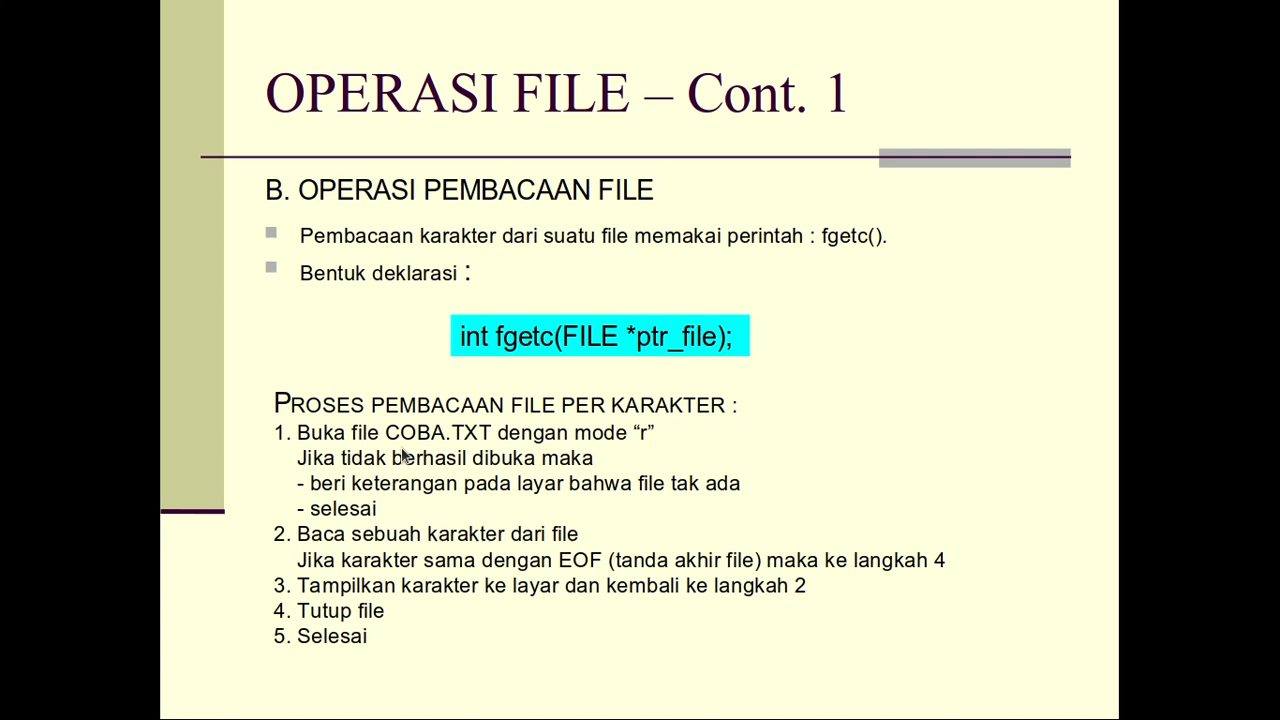 OPERASI FILE – Cont. 1
B. OPERASI PEMBACAAN FILE
Pembacaan karakter dari suatu file memakai perintah : fgetc().
Bentuk deklarasi :
int fgetc(FILE *ptr_file);
PROSES PEMBACAAN FILE PER KARAKTER :
1. Buka file COBA.TXT dengan mode “r”
Jika tidak berhasil dibuka maka
- beri keterangan pada layar bahwa file tak ada
- selesai
2. Baca sebuah karakter dari file
Jika karakter sama dengan EOF (tanda akhir file) maka ke langkah 4
3. Tampilkan karakter ke layar dan kembali ke langkah 2
4. Tutup file
5. Selesai